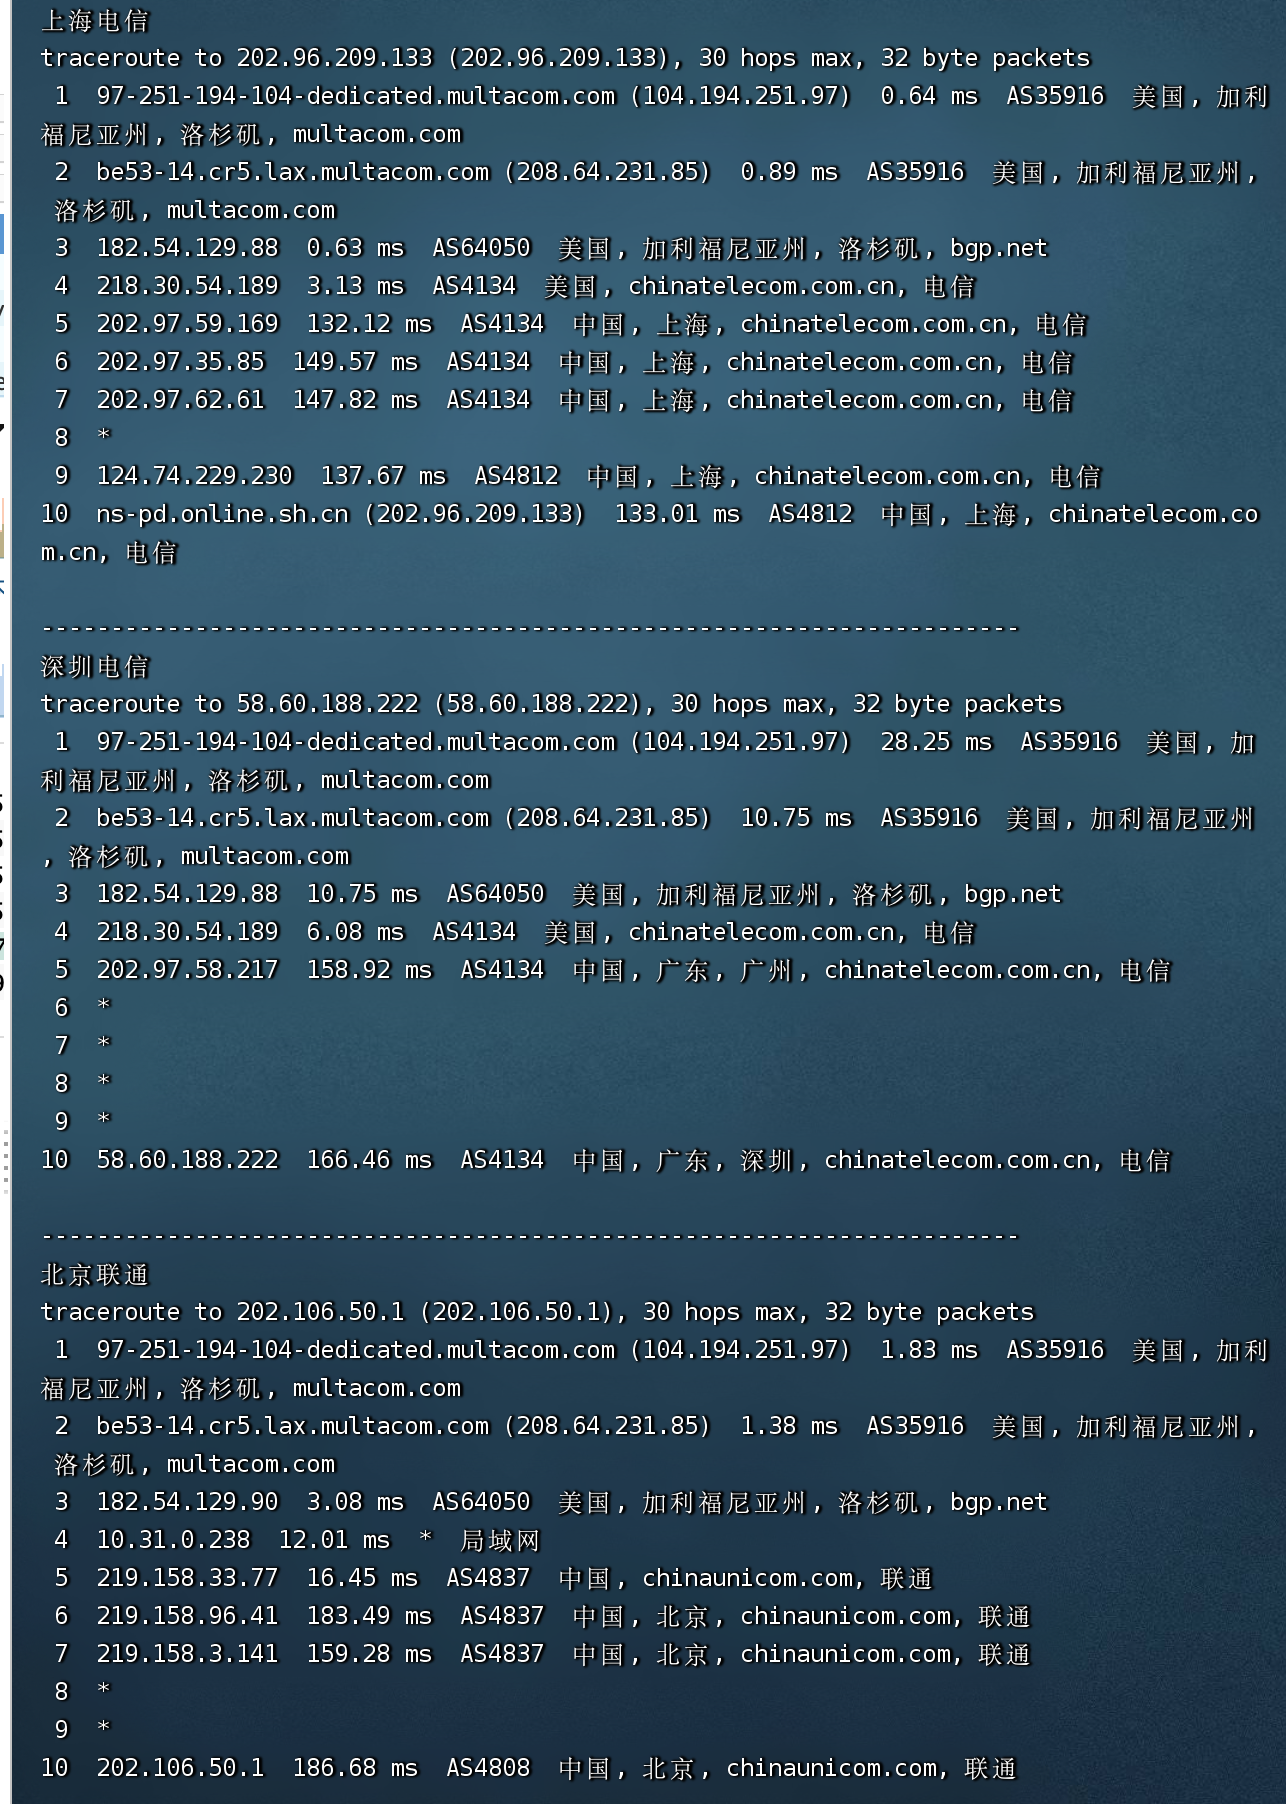 上海电信
traceroute to 202.96.209.133 (202.96.209.133), 30 hops max, 32 byte packets
 1  97-251-194-104-dedicated.multacom.com (104.194.251.97)  0.64 ms  AS35916  美国, 加利
福尼亚州, 洛杉矶, multacom.com
 2  be53-14.cr5.lax.multacom.com (208.64.231.85)  0.89 ms  AS35916  美国, 加利福尼亚州,
 洛杉矶, multacom.com
 3  182.54.129.88  0.63 ms  AS64050  美国, 加利福尼亚州, 洛杉矶, bgp.net
 4  218.30.54.189  3.13 ms  AS4134  美国, chinatelecom.com.cn, 电信
 5  202.97.59.169  132.12 ms  AS4134  中国, 上海, chinatelecom.com.cn, 电信
 6  202.97.35.85  149.57 ms  AS4134  中国, 上海, chinatelecom.com.cn, 电信
 7  202.97.62.61  147.82 ms  AS4134  中国, 上海, chinatelecom.com.cn, 电信
 8  *
 9  124.74.229.230  137.67 ms  AS4812  中国, 上海, chinatelecom.com.cn, 电信
10  ns-pd.online.sh.cn (202.96.209.133)  133.01 ms  AS4812  中国, 上海, chinatelecom.co
m.cn, 电信
----------------------------------------------------------------------
深圳电信
traceroute to 58.60.188.222 (58.60.188.222), 30 hops max, 32 byte packets
 1  97-251-194-104-dedicated.multacom.com (104.194.251.97)  28.25 ms  AS35916  美国, 加
利福尼亚州, 洛杉矶, multacom.com
 2  be53-14.cr5.lax.multacom.com (208.64.231.85)  10.75 ms  AS35916  美国, 加利福尼亚州
, 洛杉矶, multacom.com
 3  182.54.129.88  10.75 ms  AS64050  美国, 加利福尼亚州, 洛杉矶, bgp.net
 4  218.30.54.189  6.08 ms  AS4134  美国, chinatelecom.com.cn, 电信
 5  202.97.58.217  158.92 ms  AS4134  中国, 广东, 广州, chinatelecom.com.cn, 电信
 6  *
 7  *
 8  *
 9  *
10  58.60.188.222  166.46 ms  AS4134  中国, 广东, 深圳, chinatelecom.com.cn, 电信
----------------------------------------------------------------------
北京联通
traceroute to 202.106.50.1 (202.106.50.1), 30 hops max, 32 byte packets
 1  97-251-194-104-dedicated.multacom.com (104.194.251.97)  1.83 ms  AS35916  美国, 加利
福尼亚州, 洛杉矶, multacom.com
 2  be53-14.cr5.lax.multacom.com (208.64.231.85)  1.38 ms  AS35916  美国, 加利福尼亚州,
 洛杉矶, multacom.com
 3  182.54.129.90  3.08 ms  AS64050  美国, 加利福尼亚州, 洛杉矶, bgp.net
 4  10.31.0.238  12.01 ms  *  局域网
 5  219.158.33.77  16.45 ms  AS4837  中国, chinaunicom.com, 联通
 6  219.158.96.41  183.49 ms  AS4837  中国, 北京, chinaunicom.com, 联通
 7  219.158.3.141  159.28 ms  AS4837  中国, 北京, chinaunicom.com, 联通
 8  *
 9  *
10  202.106.50.1  186.68 ms  AS4808  中国, 北京, chinaunicom.com, 联通